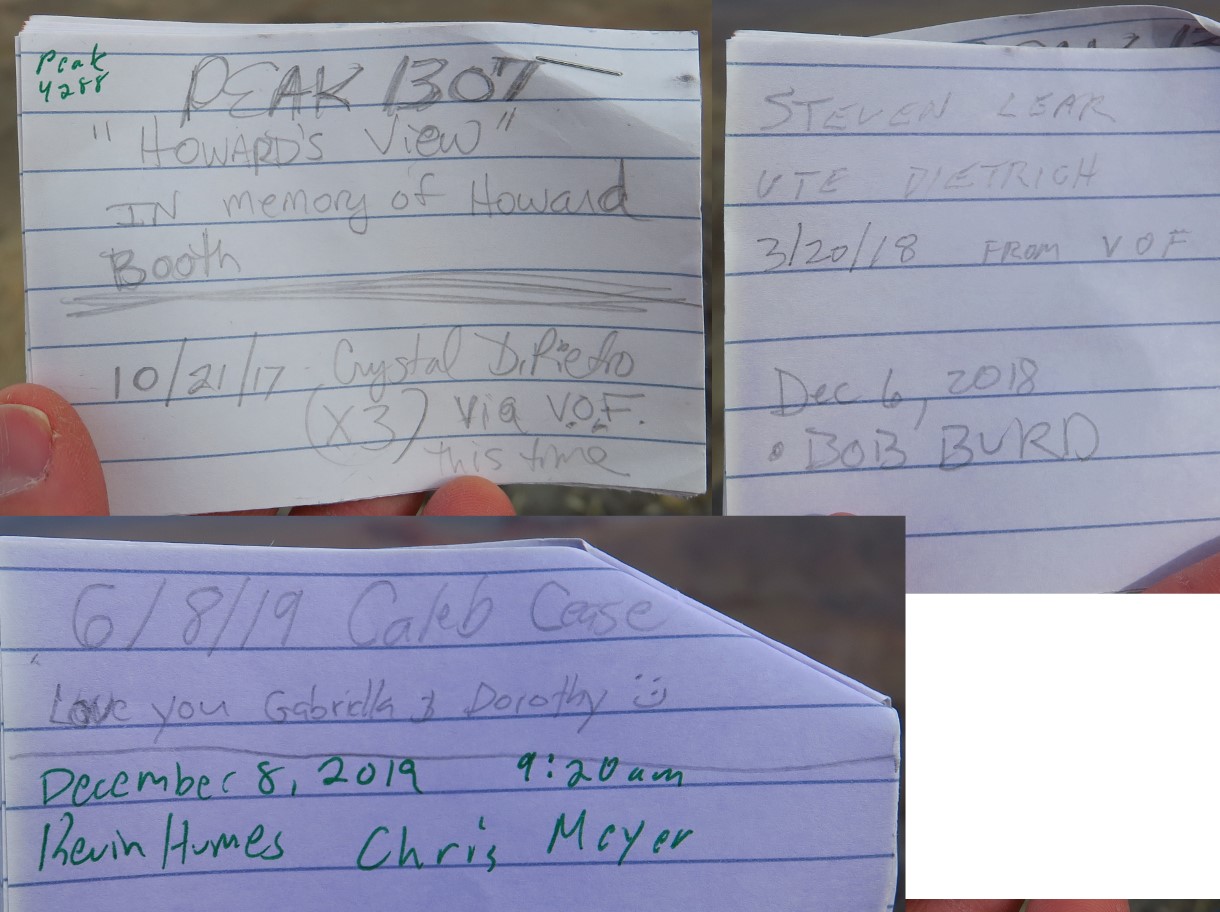 Peak
4288
PEAK 1307
"HOWARD'S VIEW"
IN memory of Howard
Booth
10/21/17 Crystal DiPietro
(X3) via V.O.F.
this time
STEVEN LEAR
UTE DIETRICH
3/20/18 FROM VOF
Dec 6, 2018
• BOB BURD
6/8/19 Caleb Cease
Love you Gabriella & Dorothy :)
December 8, 2019 9:20am
Kevin Humes Chris Meyer